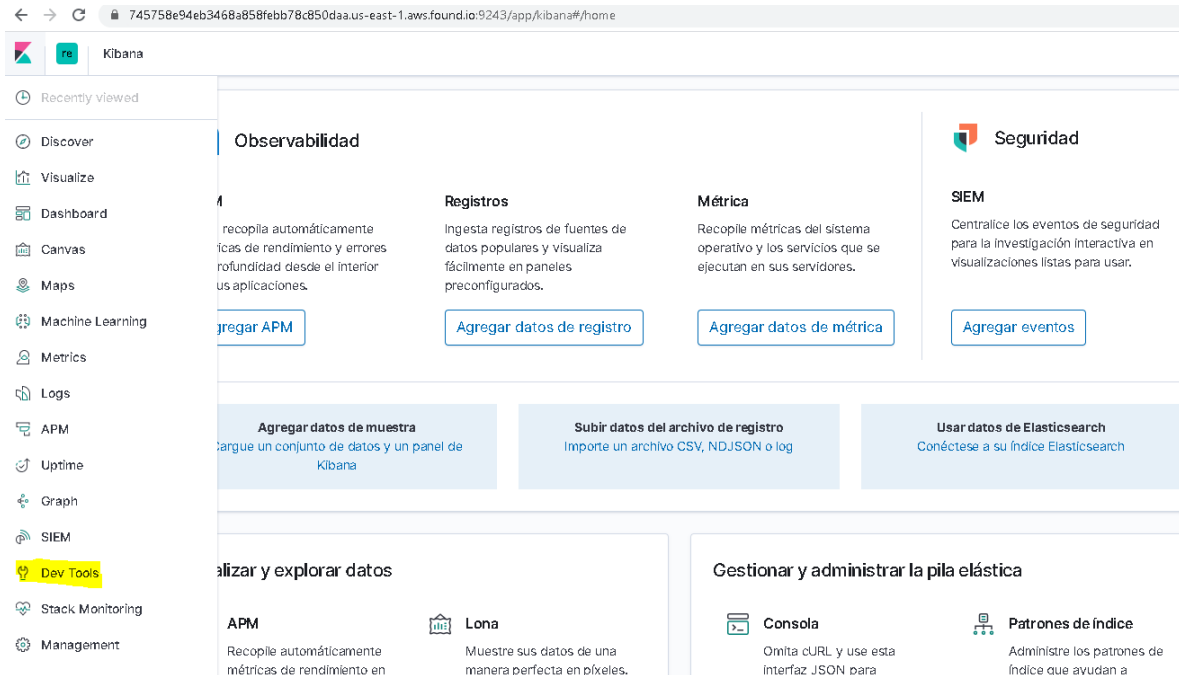 745758e94eb3468a858febb78c850daa.us-east-1.aws.found.io:9243/app/kibana#/home
re
Kibana
Recently viewed
Discover
Visualize
Dashboard
Canvas
Maps
Machine Learning
Metrics
Logs
APM
Uptime
Graph
SIEM
Dev Tools
Stack Monitoring
Management
Observabilidad
recopila automáticamente
icas de rendimiento y errores
rofundidad desde el interior
us aplicaciones.
gregar APM
Registros
Ingesta registros de fuentes de
datos populares y visualiza
fácilmente en paneles
preconfigurados.
Agregar datos de registro
Métrica
Recopile métricas del sistema
operativo y los servicios que se
ejecutan en sus servidores.
Agregar datos de métrica
Seguridad
SIEM
Centralice los eventos de seguridad
para la investigación interactiva en
visualizaciones listas para usar.
Agregar eventos
Agregar datos de muestra
Cargue un conjunto de datos y un panel de
Kibana
Subir datos del archivo de registro
Importe un archivo CSV, NDJSON o log
Usar datos de Elasticsearch
Conéctese a su índice Elasticsearch
alizar y explorar datos
APM
Recopile automáticamente
métricas de rendimiento en
Lona
Muestre sus datos de una
manera perfecta en píxeles.
Gestionar y administrar la pila elástica
Consola
Omita cURL y use esta
interfaz JSON para
Patrones de índice
Administre los patrones de
índice que ayudan a